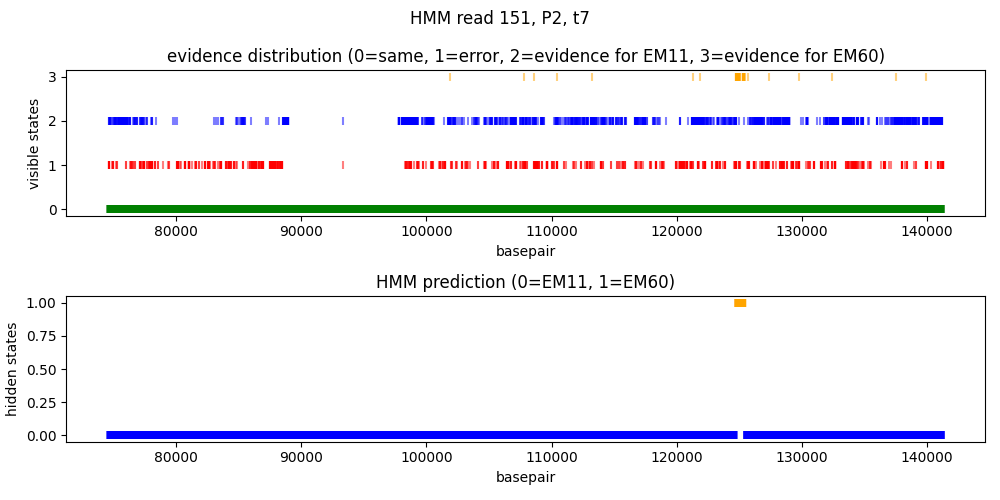 HMM read 151, P2, t7
evidence distribution (0=same, 1=error, 2=evidence for EM11, 3=evidence for EM60)
visible states
3
2
1
0
80000 90000 100000 110000 120000 130000 140000
basepair
HMM prediction (0=EM11, 1=EM60)
hidden states
1.00
0.75
0.50
0.25
0.00
80000 90000 100000 110000 120000 130000 140000
basepair